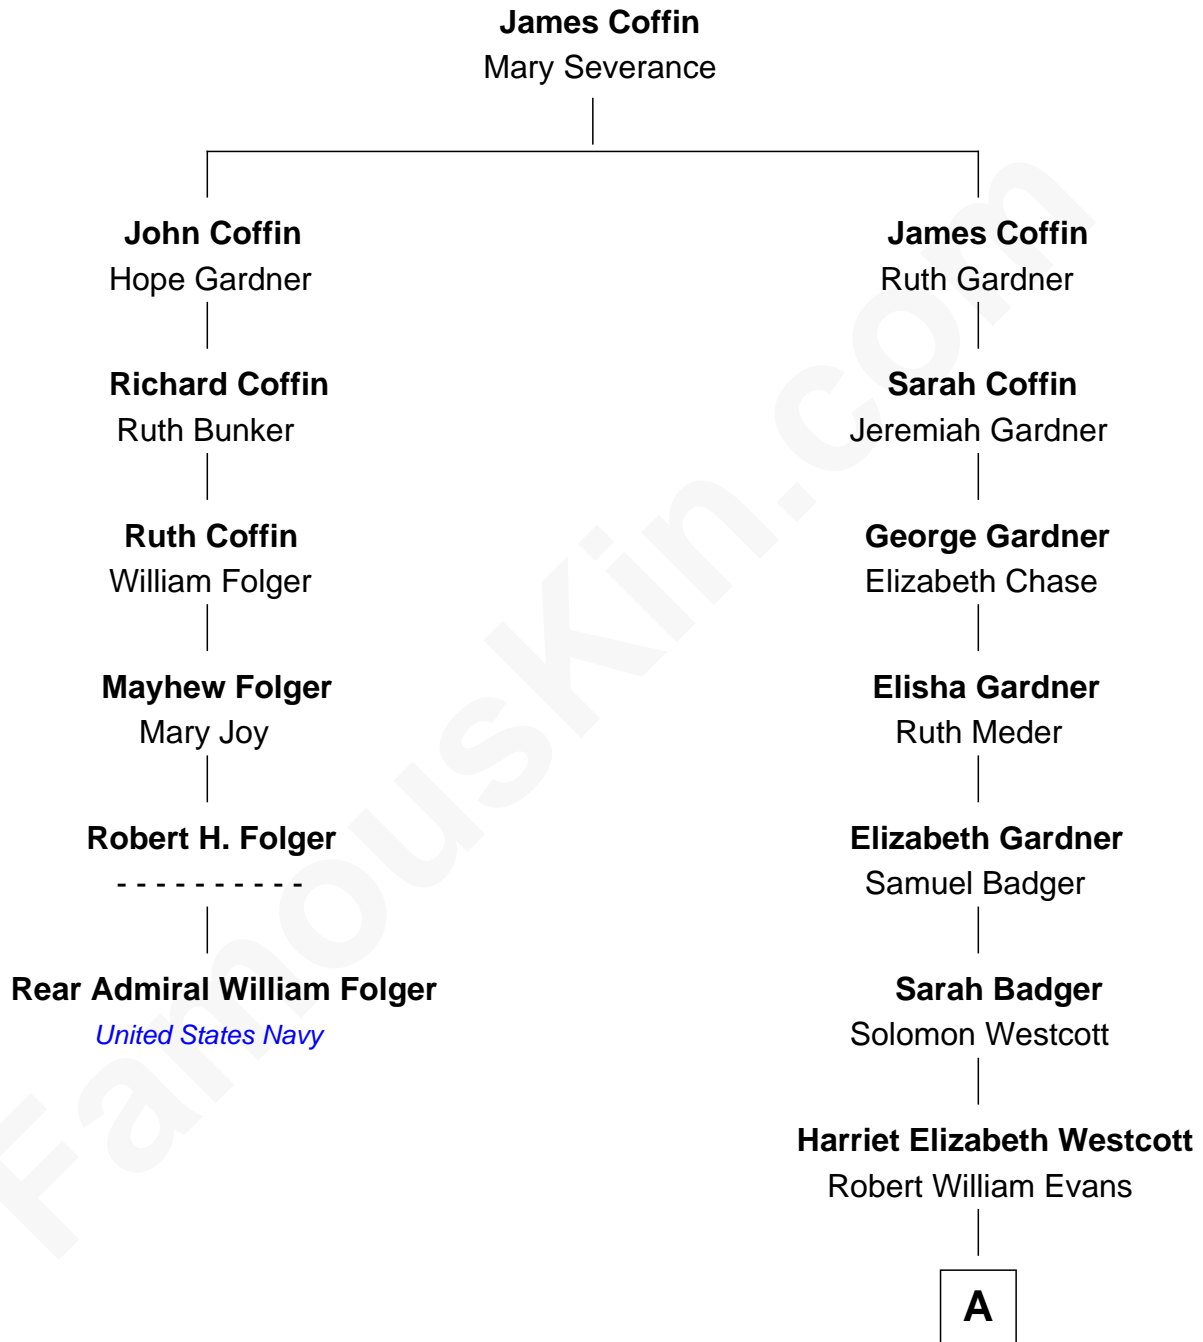 James Coffin
Mary Severance
John Coffin
Hope Gardner
James Coffin
Ruth Gardner
Richard Coffin
Ruth Bunker
Sarah Coffin
Jeremiah Gardner
Ruth Coffin
William Folger
George Gardner
Elizabeth Chase
Mayhew Folger
Mary Joy
Elisha Gardner
Ruth Meder
Robert H. Folger
- - - - - - - - - -
Elizabeth Gardner
Samuel Badger
Rear Admiral William Folger
United States Navy
Sarah Badger
Solomon Westcott
Harriet Elizabeth Westcott
Robert William Evans
A
FamousKin.com